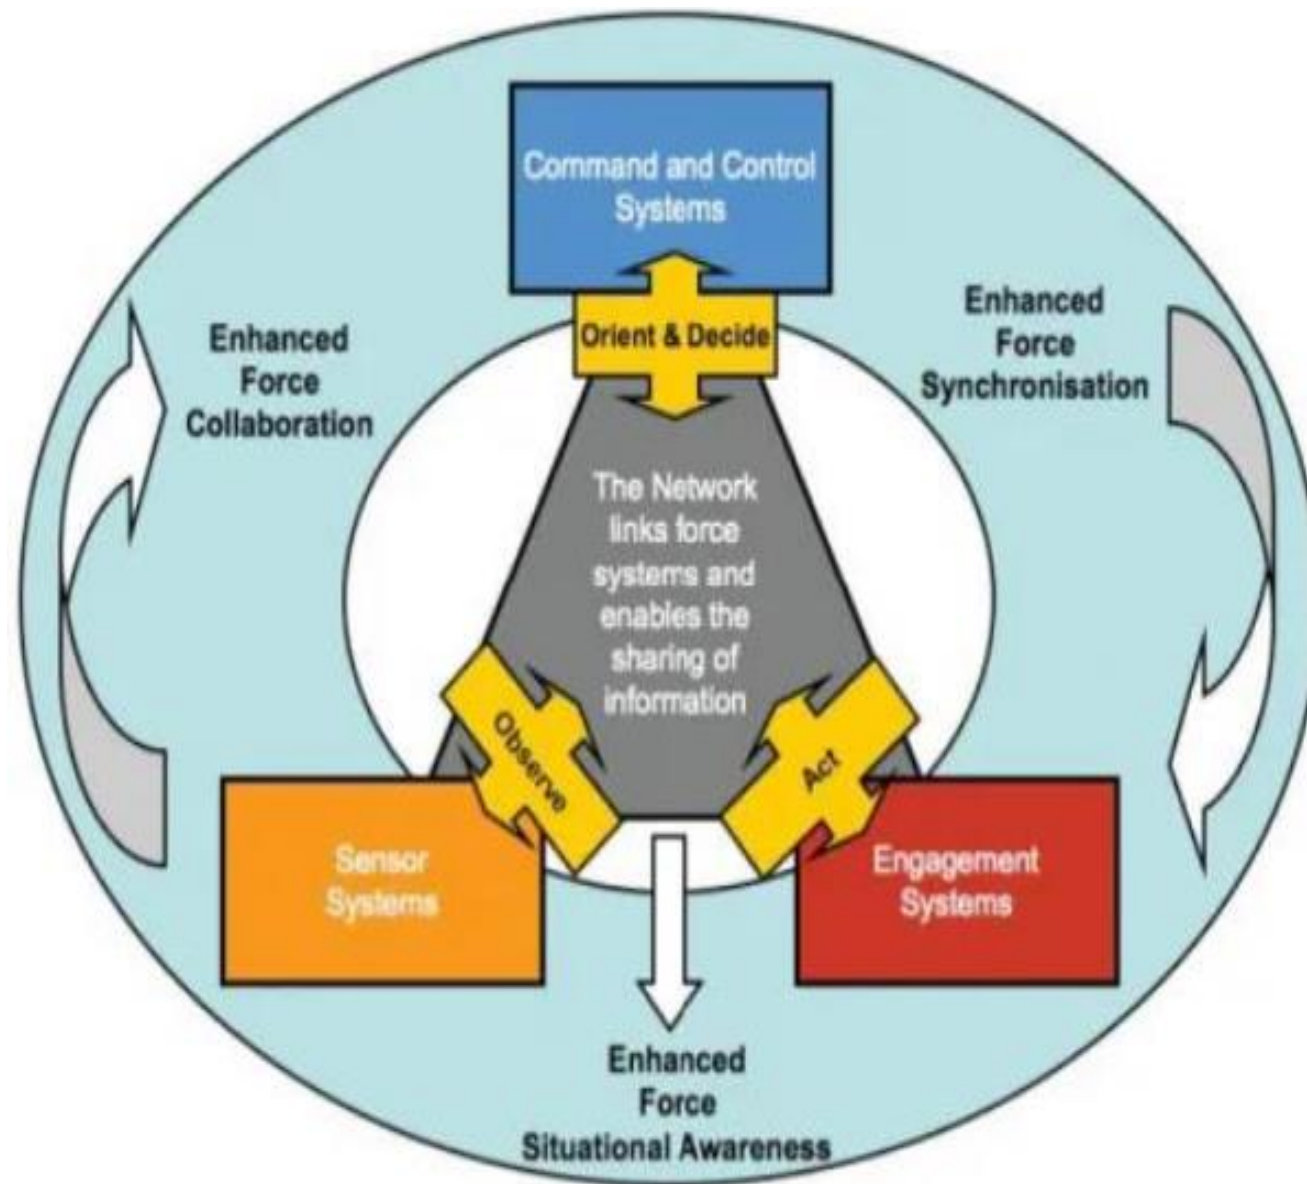 Command and Control
Systems
Orient & Decide
Enhanced
Force
Collaboration
Enhanced
Force
Synchronisation
The Network
links force
systems and
enables the
sharing of
information
Observe
Act
Sensor
Systems
Engagement
Systems
Enhanced
Force
Situational Awareness